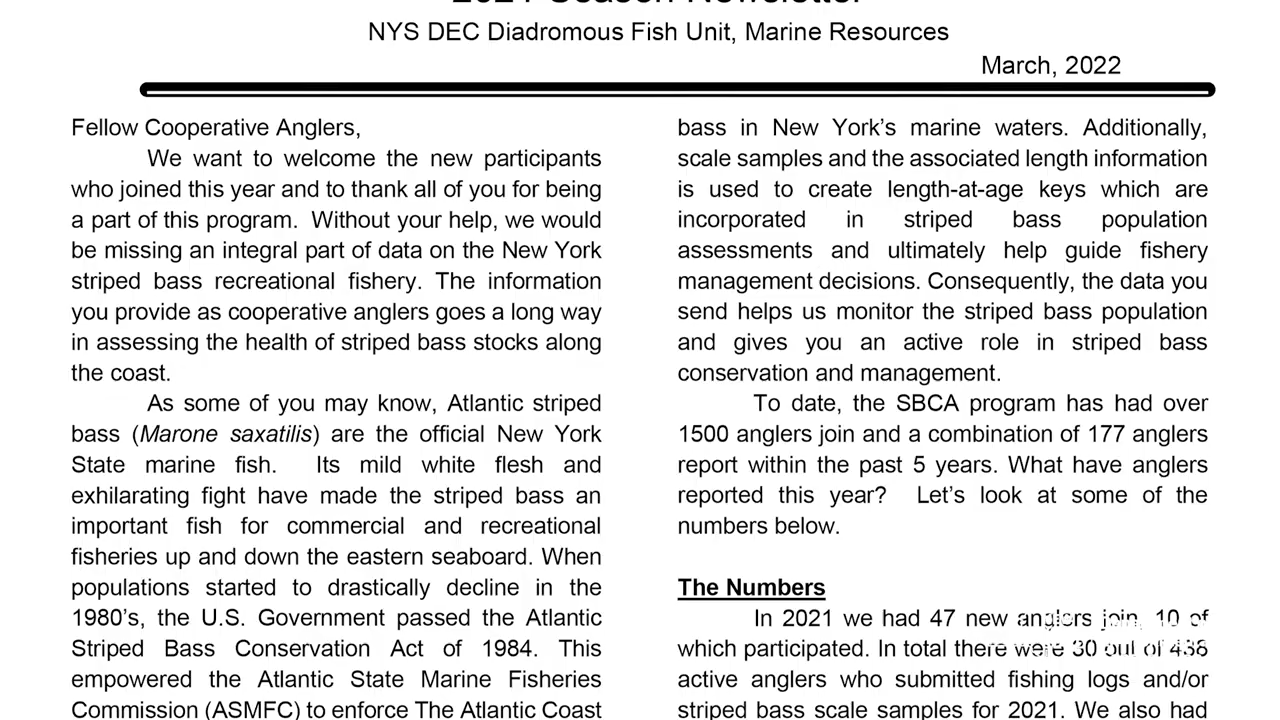 2021 Season Newsletter
NYS DEC Diadromous Fish Unit, Marine Resources
March, 2022
Fellow Cooperative Anglers,
We want to welcome the new participants
who joined this year and to thank all of you for being
a part of this program. Without your help, we would
be missing an integral part of data on the New York
striped bass recreational fishery. The information
you provide as cooperative anglers goes a long way
in assessing the health of striped bass stocks along
the coast.
As some of you may know, Atlantic striped
bass (Marone saxatilis) are the official New York
State marine fish. Its mild white flesh and
exhilarating fight have made the striped bass an
important fish for commercial and recreational
fisheries up and down the eastern seaboard. When
populations started to drastically decline in the
1980’s, the U.S. Government passed the Atlantic
Striped Bass Conservation Act of 1984. This
empowered the Atlantic State Marine Fisheries
Commission (ASMFC) to enforce The Atlantic Coast
bass in New York’s marine waters. Additionally,
scale samples and the associated length information
is used to create length-at-age keys which are
incorporated in striped bass population
assessments and ultimately help guide fishery
management decisions. Consequently, the data you
send helps us monitor the striped bass population
and gives you an active role in striped bass
conservation and management.
To date, the SBCA program has had over
1500 anglers join and a combination of 177 anglers
report within the past 5 years. What have anglers
reported this year? Let’s look at some of the
numbers below.
The Numbers
In 2021 we had 47 new anglers join, 10 of
which participated. In total there were 30 out of
active anglers who submitted fishing logs and/or
striped bass scale samples for 2021. We also had